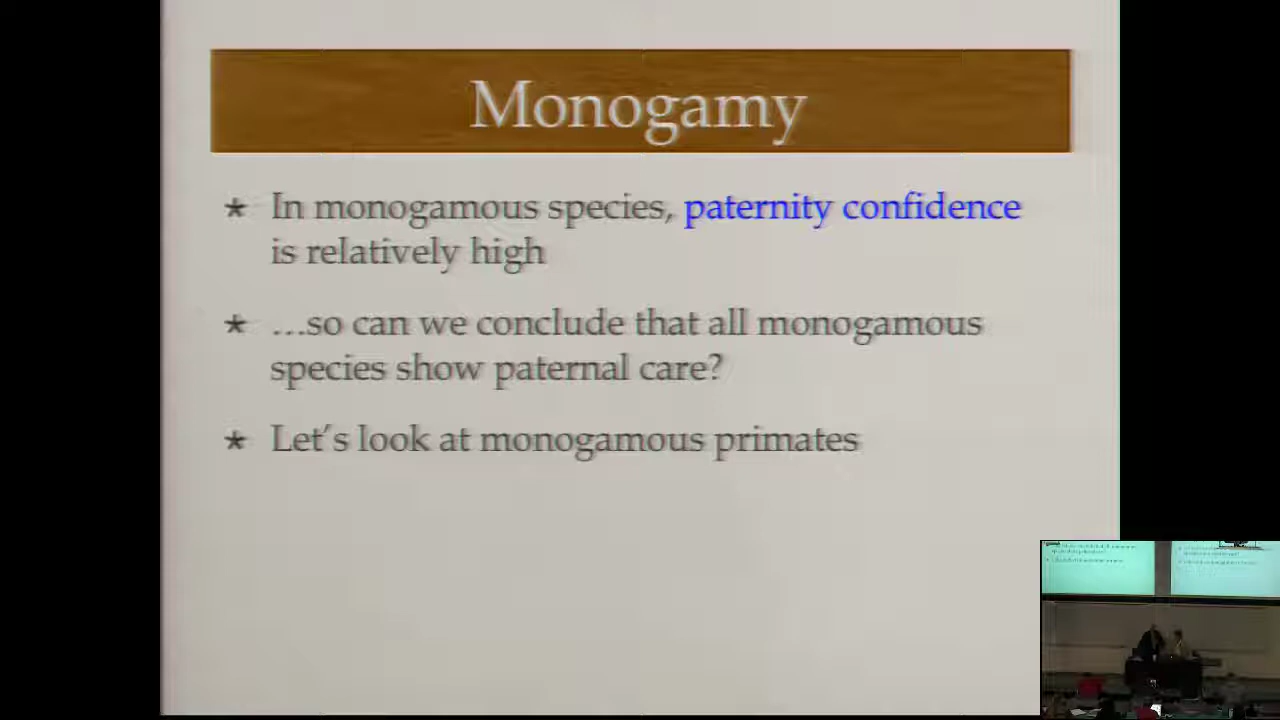 Monogamy
★ In monogamous species, paternity confidence
is relatively high
★ ...so can we conclude that all monogamous
species show paternal care?
★ Let's look at monogamous primates